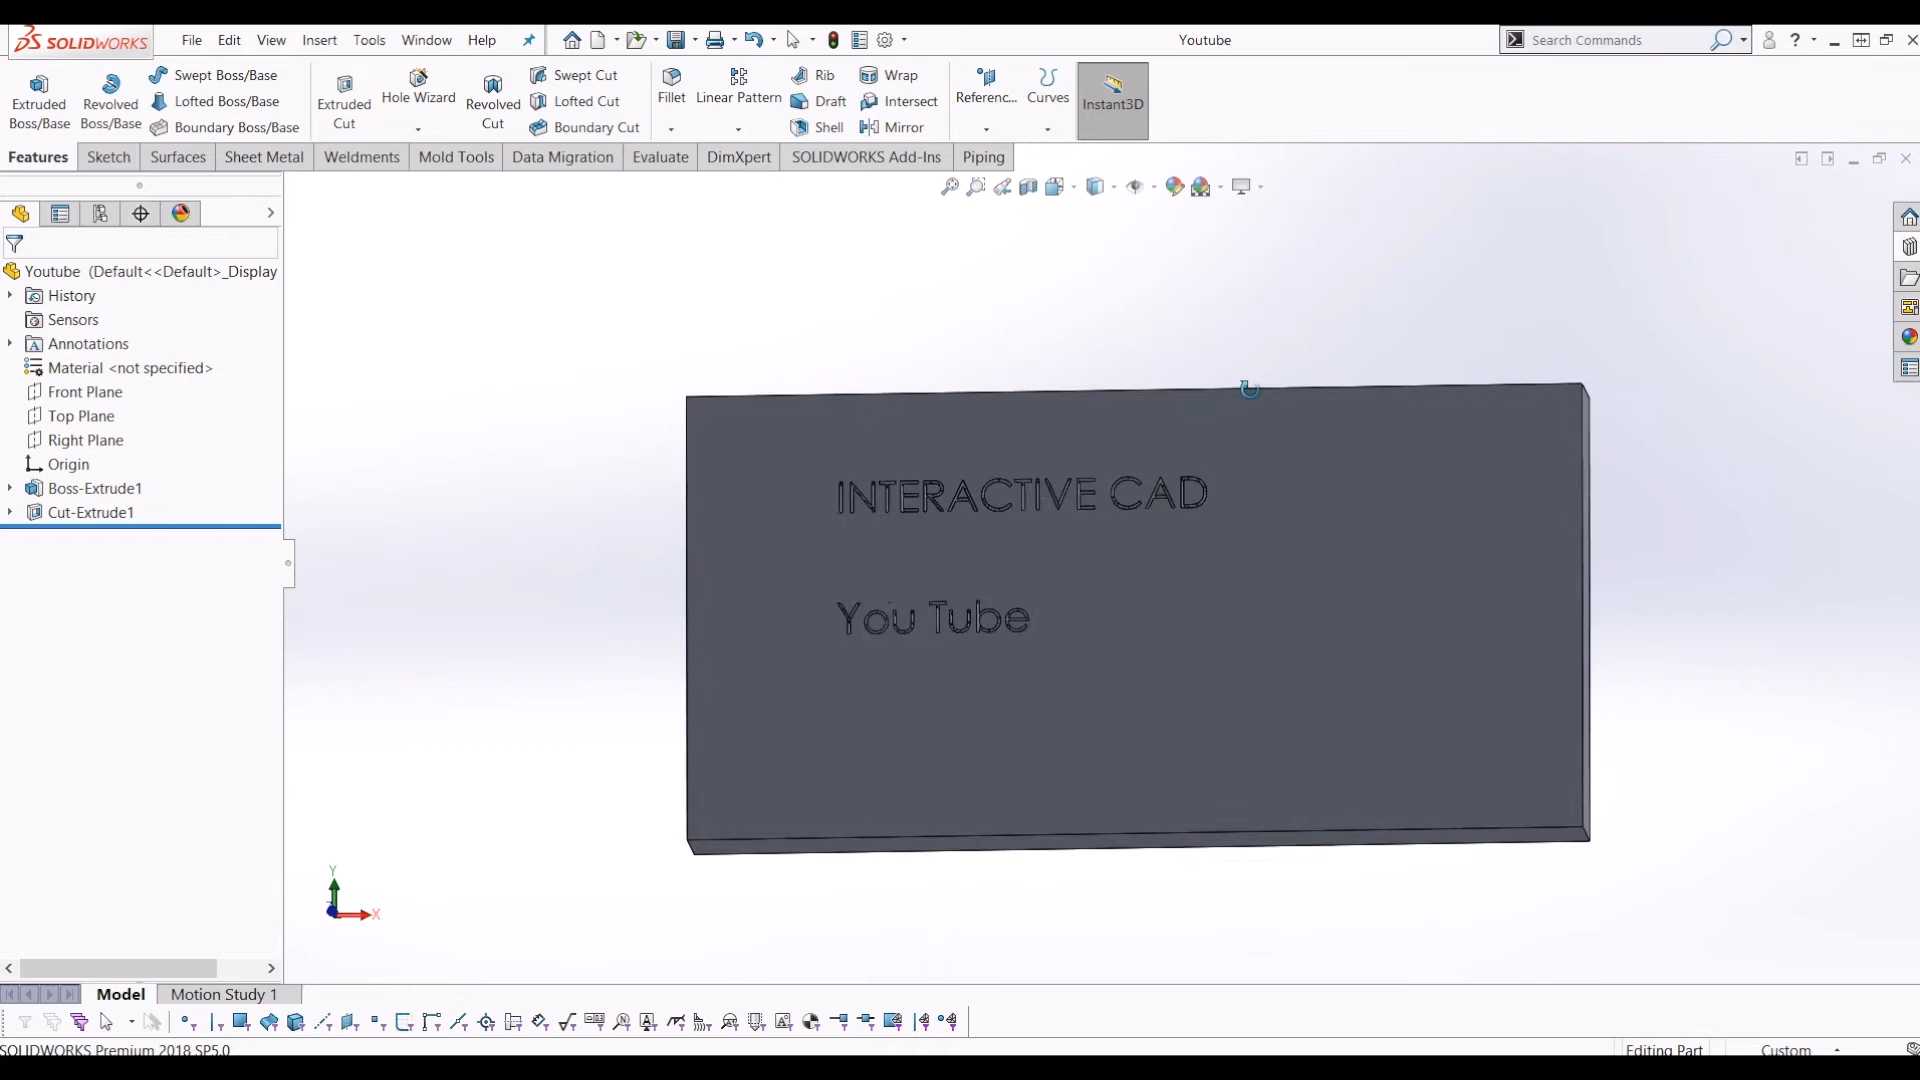 SOLIDWORKS
File Edit View Insert Tools Window Help
Youtube
Search Commands
Extruded Boss/Base
Revolved Boss/Base
Swept Boss/Base
Lofted Boss/Base
Boundary Boss/Base
Extruded Cut
Hole Wizard
Revolved Cut
Swept Cut
Lofted Cut
Boundary Cut
Fillet
Linear Pattern
Rib
Draft
Shell
Wrap
Intersect
Mirror
Referenc...
Curves
Instant3D
Features Sketch Surfaces Sheet Metal Weldments Mold Tools Data Migration Evaluate DimXpert SOLIDWORKS Add-Ins Piping
Youtube (Default<<Default>_Display
History
Sensors
Annotations
Material <not specified>
Front Plane
Top Plane
Right Plane
Origin
Boss-Extrude1
Cut-Extrude1
INTERACTIVE CAD
You Tube
Y
X
Model Motion Study 1
SOLIDWORKS Premium 2018 SP5.0
Editing Part
Custom